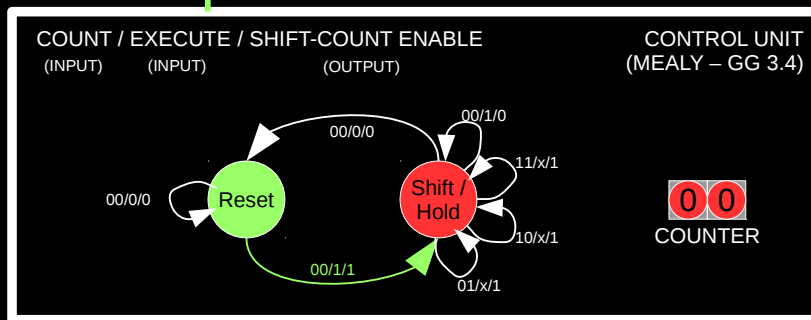 COUNT / EXECUTE / SHIFT-COUNT ENABLE
(INPUT) (INPUT) (OUTPUT)
CONTROL UNIT
(MEALY – GG 3.4)
00/1/0
00/0/0
11/x/1
00/0/0
Reset
Shift /
Hold
0 0
COUNTER
10/x/1
00/1/1
01/x/1